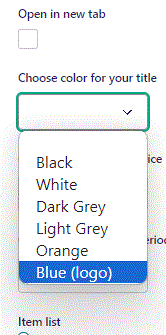 Open in new tab
Choose color for your title
Black
White
Dark Grey
Light Grey
Orange
Blue (logo)
Item list